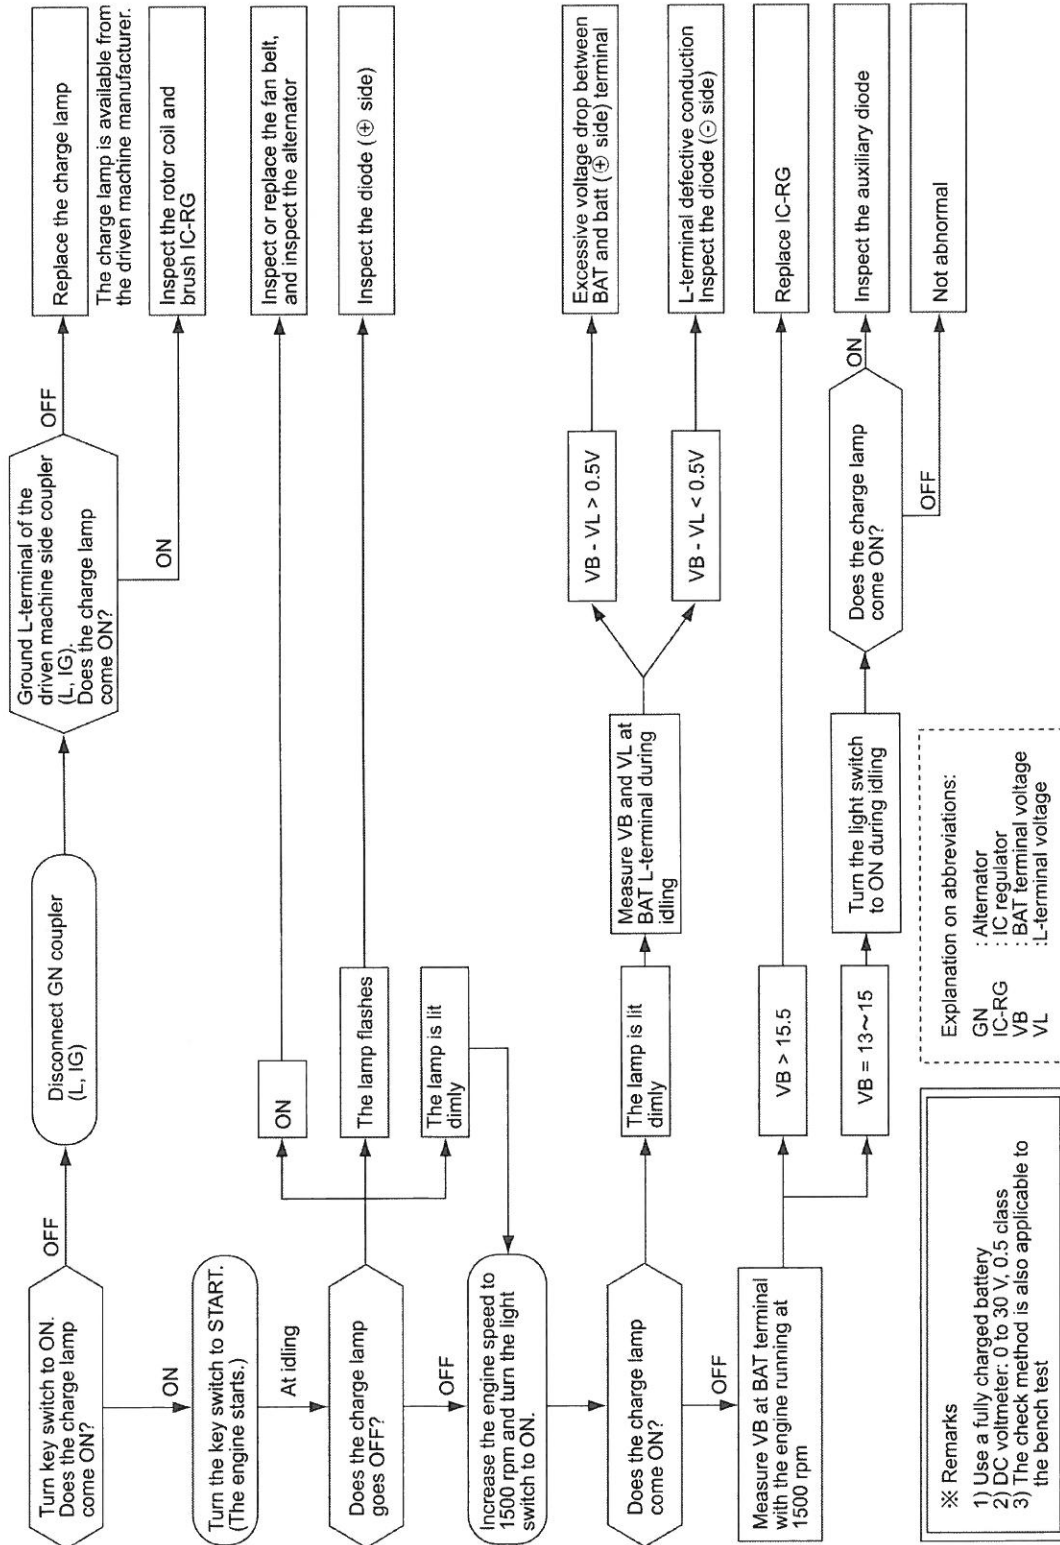 Turn key switch to ON.
Does the charge lamp
come ON?
OFF
Disconnect GN coupler
(L, IG)
Ground L-terminal of the
driven machine side coupler
(L, IG).
Does the charge lamp
come ON?
OFF
Replace the charge lamp
The charge lamp is available from
the driven machine manufacturer.
ON
Inspect the rotor coil and
brush IC-RG
ON
Turn the key switch to START.
(The engine starts.)
At idling
Does the charge lamp
goes OFF?
ON
Inspect or replace the fan belt,
and inspect the alternator
The lamp flashes
Inspect the diode (⊕ side)
The lamp is lit
dimly
OFF
Increase the engine speed to
1500 rpm and turn the light
switch to ON.
Does the charge lamp
come ON?
The lamp is lit
dimly
Measure VB and VL at
BAT L-terminal during
idling
VB - VL > 0.5V
Excessive voltage drop between
BAT and batt (⊕ side) terminal
VB - VL < 0.5V
L-terminal defective conduction
Inspect the diode (⊖ side)
OFF
Measure VB at BAT terminal
with the engine running at
1500 rpm
VB > 15.5
Replace IC-RG
VB = 13~15
Turn the light switch
to ON during idling
Does the charge lamp
come ON?
ON
Inspect the auxiliary diode
OFF
Not abnormal
※ Remarks
1) Use a fully charged battery
2) DC voltmeter: 0 to 30 V, 0.5 class
3) The check method is also applicable to
the bench test
Explanation on abbreviations:
GN : Alternator
IC-RG : IC regulator
VB : BAT terminal voltage
VL :L-terminal voltage